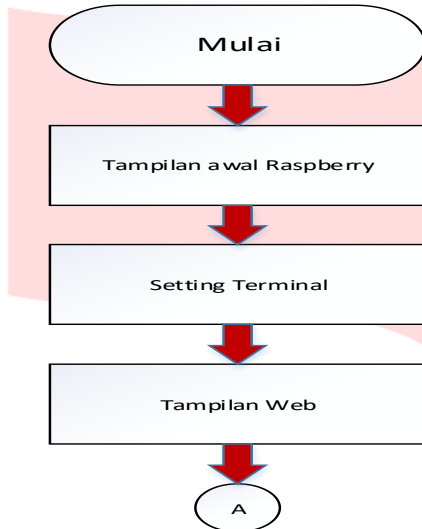 Mulai
Tampilan awal Raspberry
Setting Terminal
Tampilan Web
A